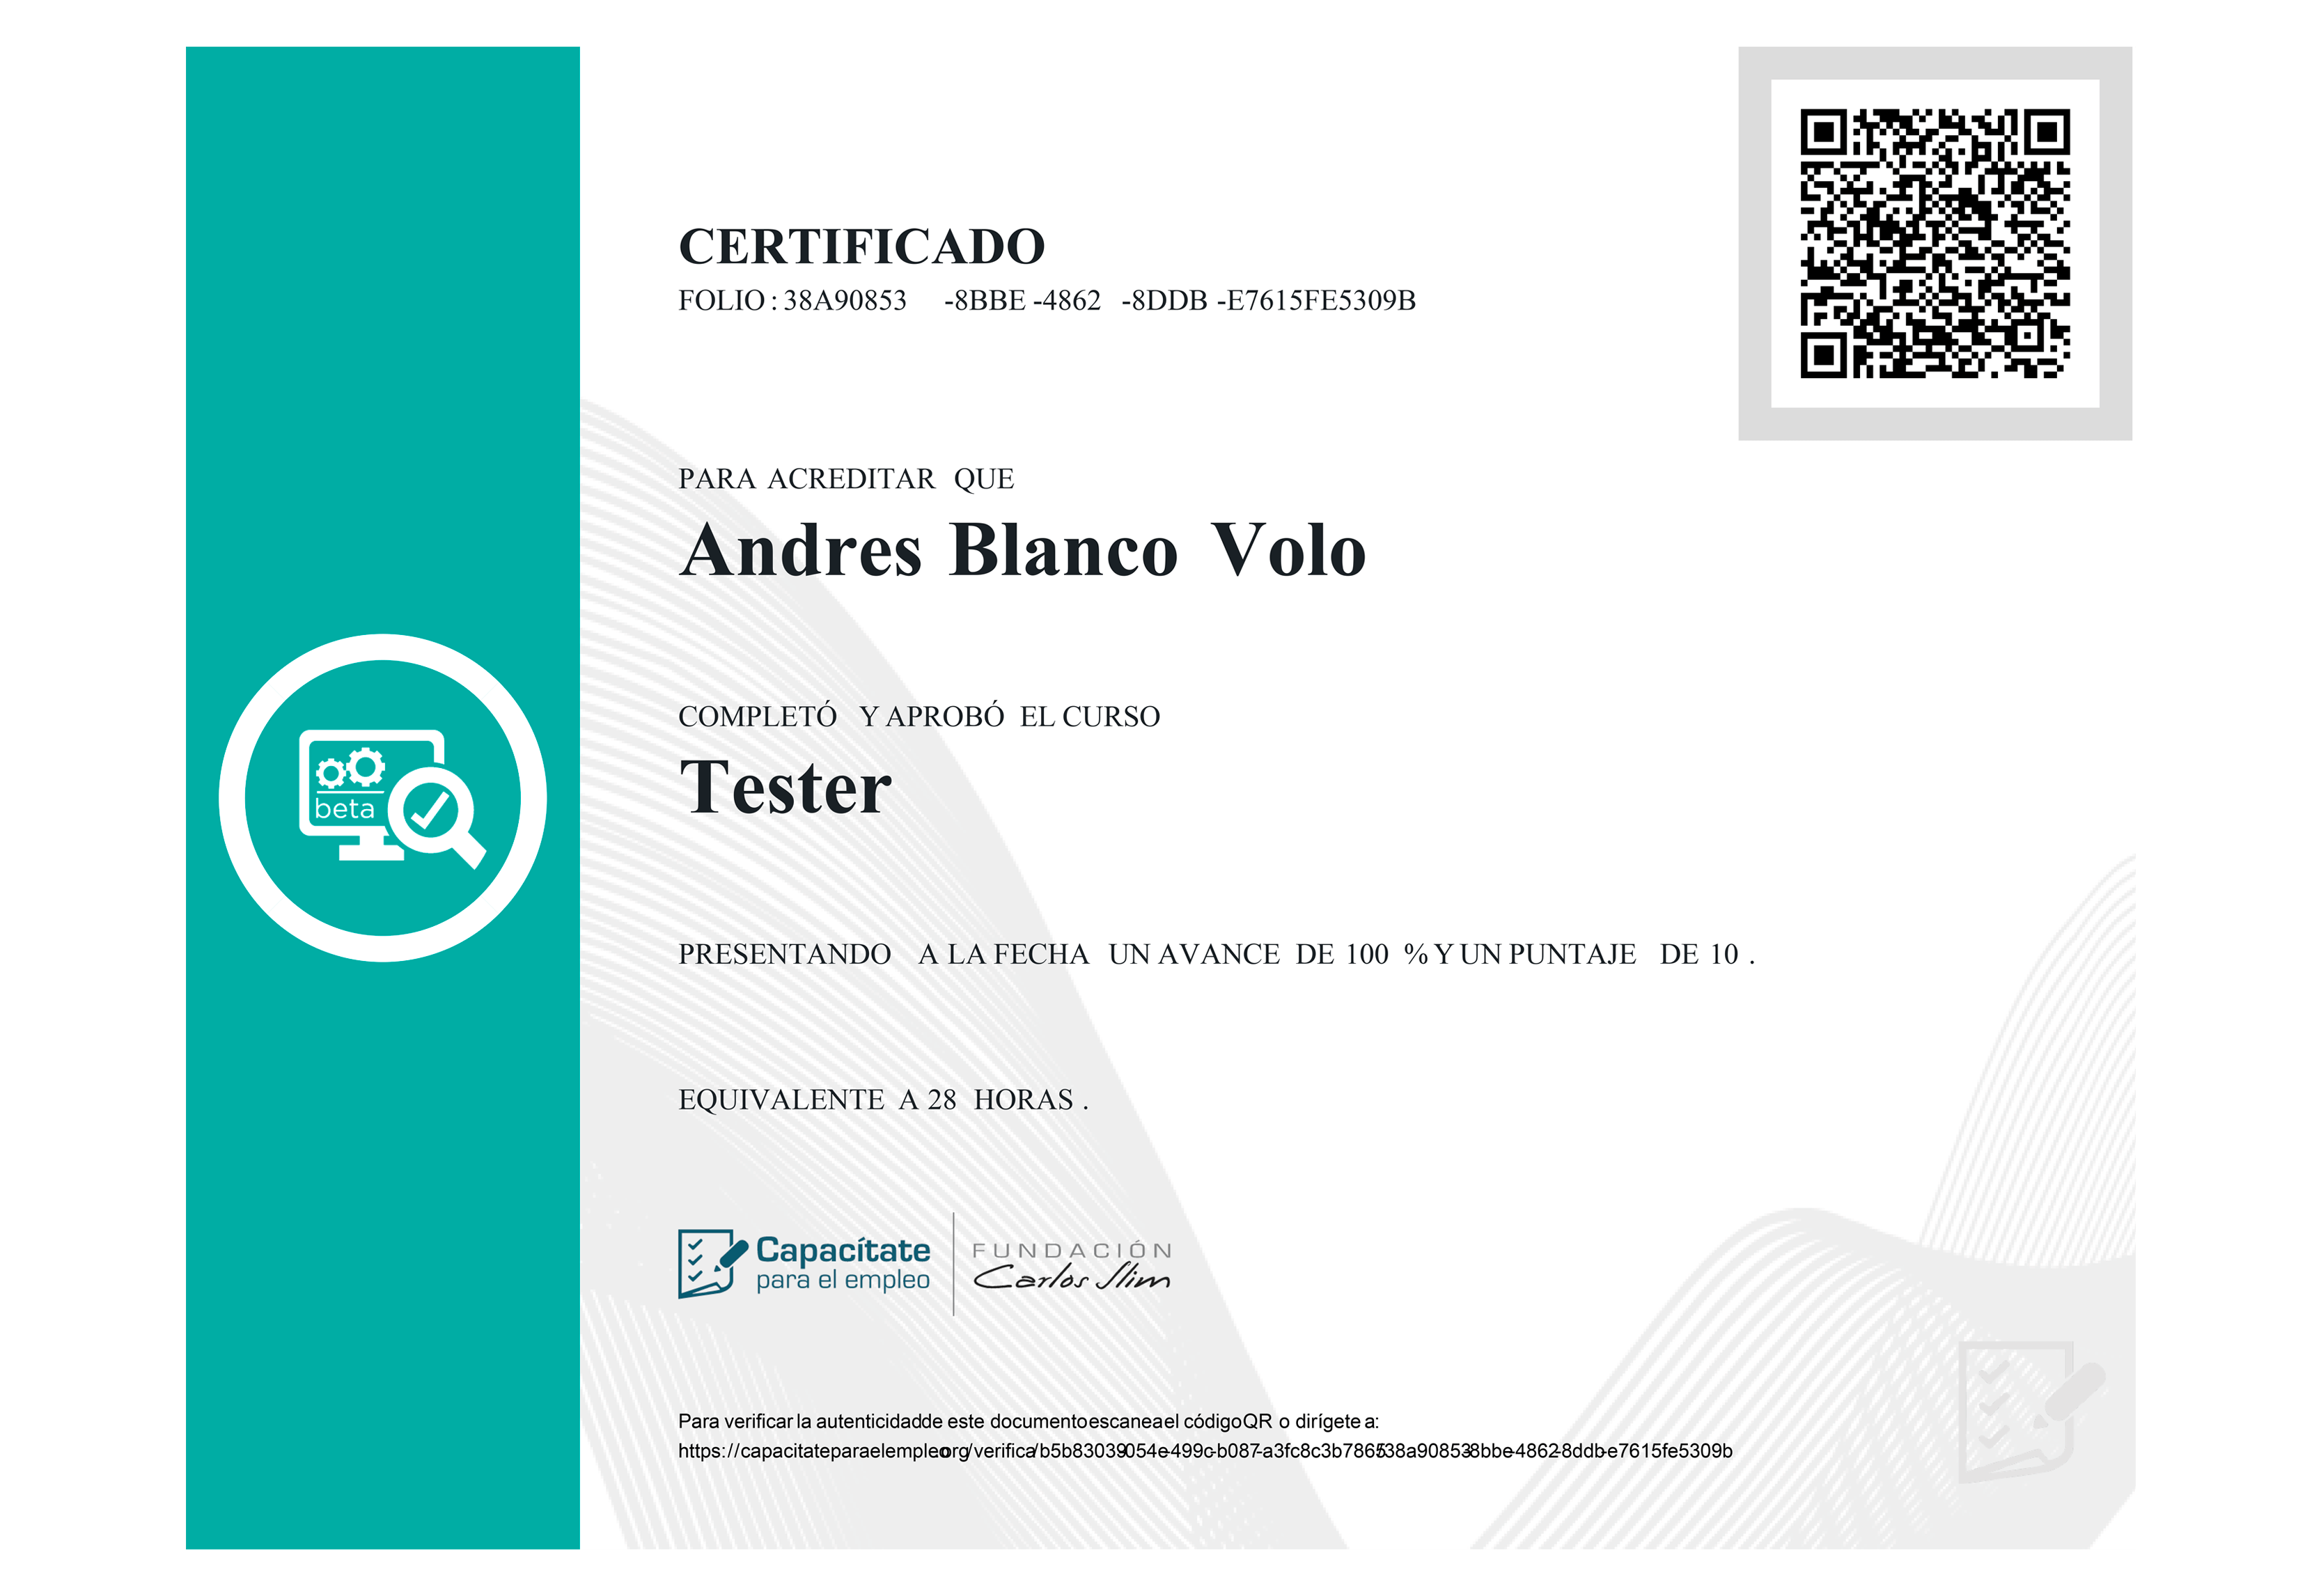 CERTIFICADO
FOLIO : 38A90853 -8BBE -4862 -8DDB -E7615FE5309B
PARA ACREDITAR QUE
Andres Blanco Volo
COMPLETÓ Y APROBÓ EL CURSO
Tester
beta
PRESENTANDO A LA FECHA UN AVANCE DE 100 % Y UN PUNTAJE DE 10 .
EQUIVALENTE A 28 HORAS .
Capacítate
para el empleo
FUNDACIÓN
Carlos Slim
Para verificar la autenticidad de este documento escanea el código QR o dirígete a:
https://capacitateparaelempleo.org/verifica/b5b83039-054e-499c-b087-a3fc8c3b7865/38a90853-8bbe-4862-8ddb-e7615fe5309b